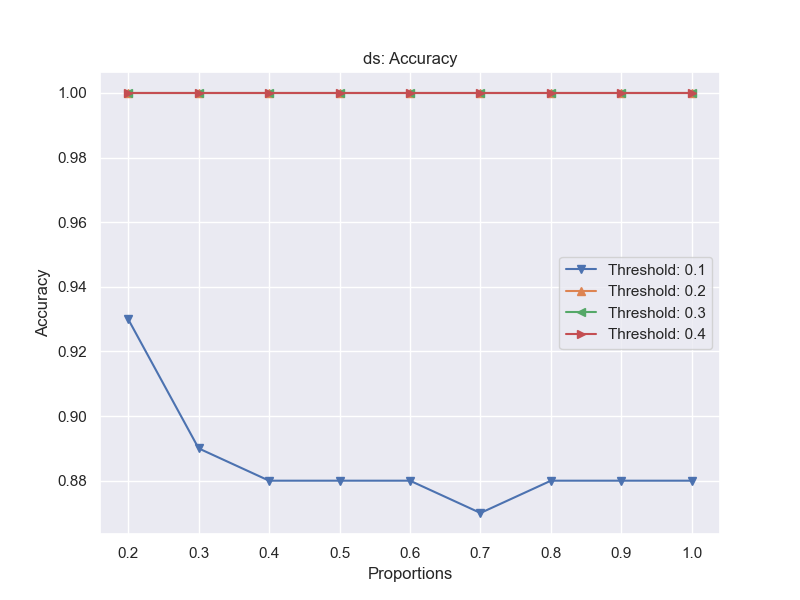 ds: Accuracy
1.00
0.98
0.96
0.94
0.92
0.90
0.88
Accuracy
Threshold: 0.1
Threshold: 0.2
Threshold: 0.3
Threshold: 0.4
0.2 0.3 0.4 0.5 0.6 0.7 0.8 0.9 1.0
Proportions